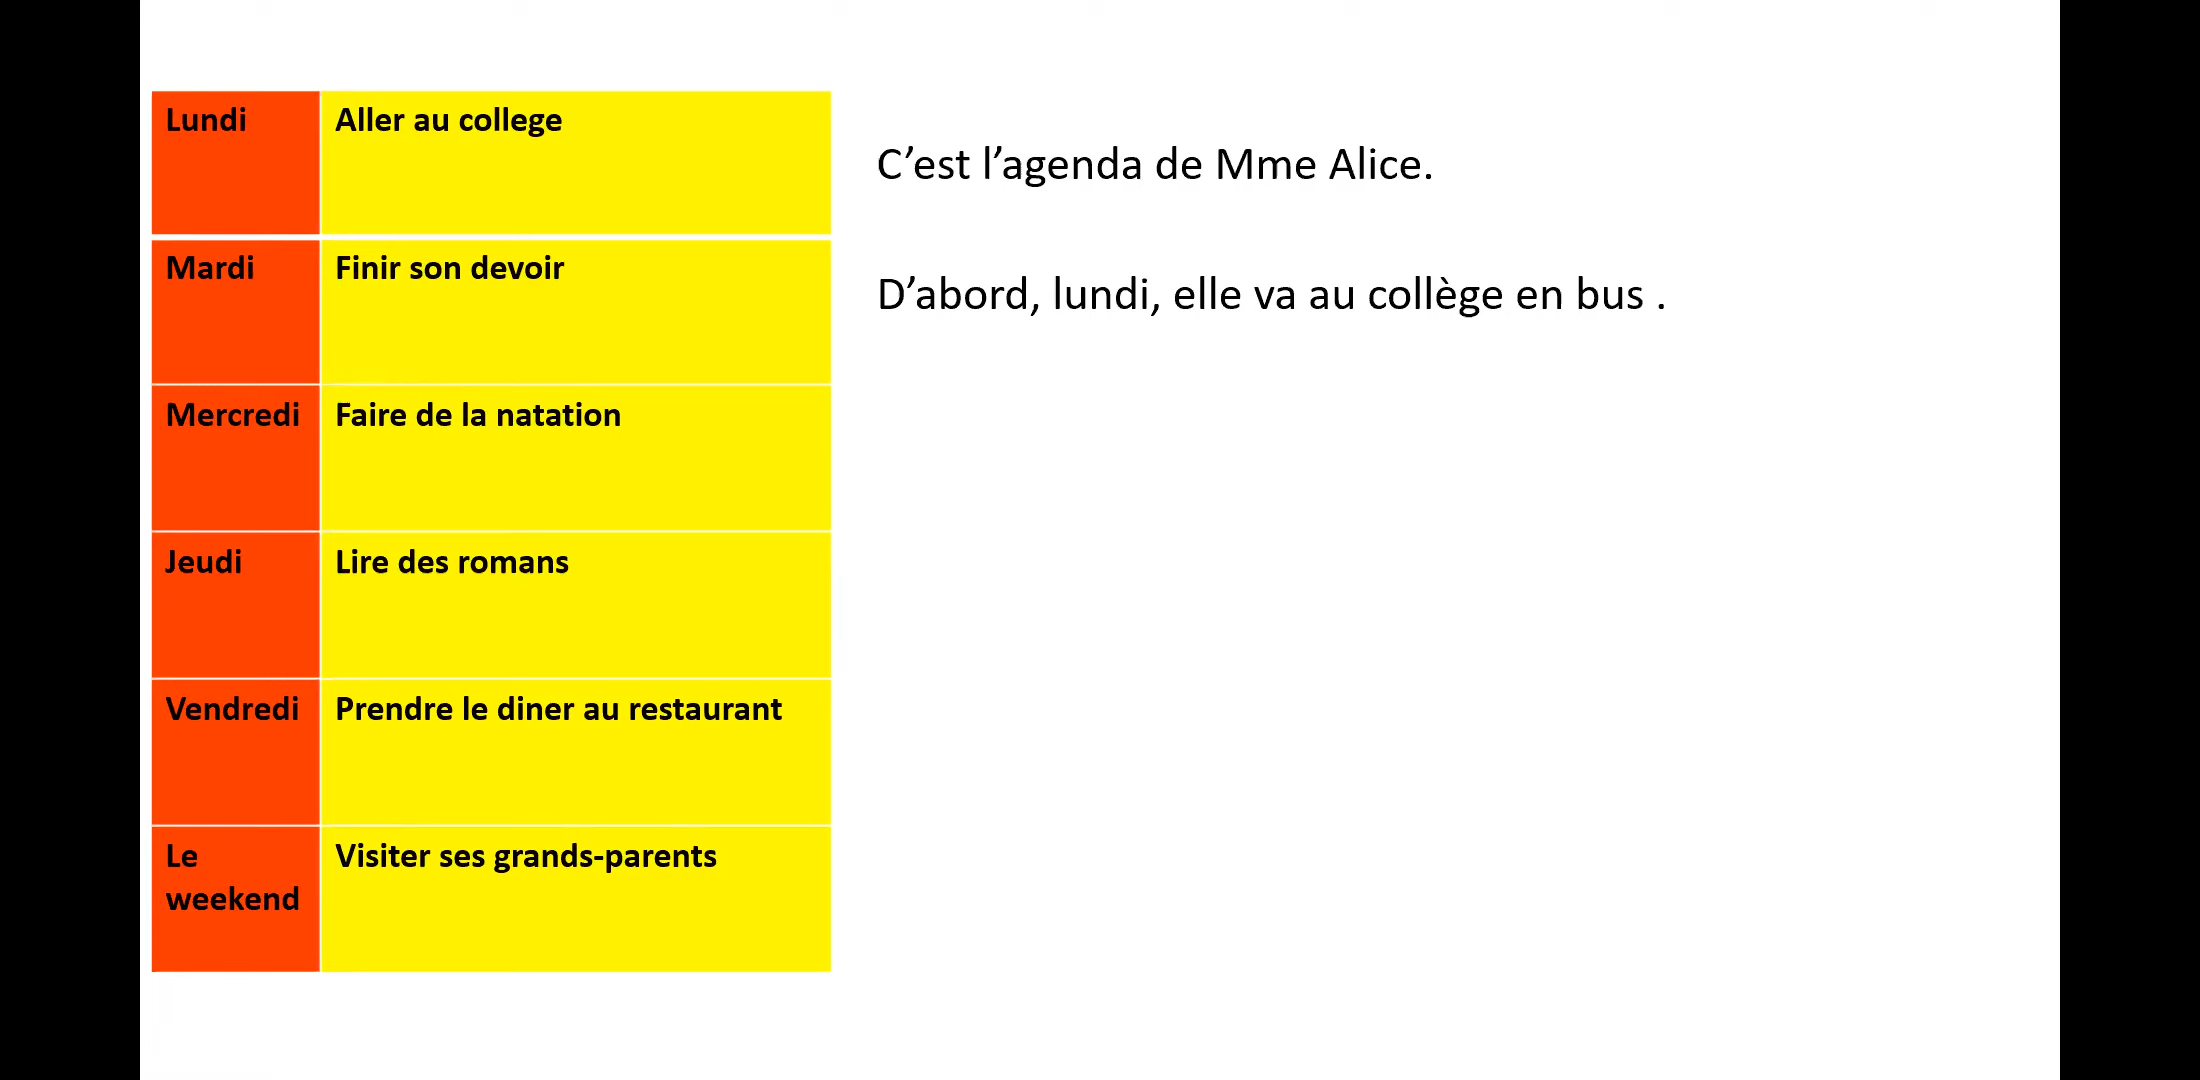 Lundi Aller au college
Mardi Finir son devoir
Mercredi Faire de la natation
Jeudi Lire des romans
Vendredi Prendre le diner au restaurant
Le Visiter ses grands-parents
weekend
C’est l’agenda de Mme Alice.
D’abord, lundi, elle va au collège en bus .